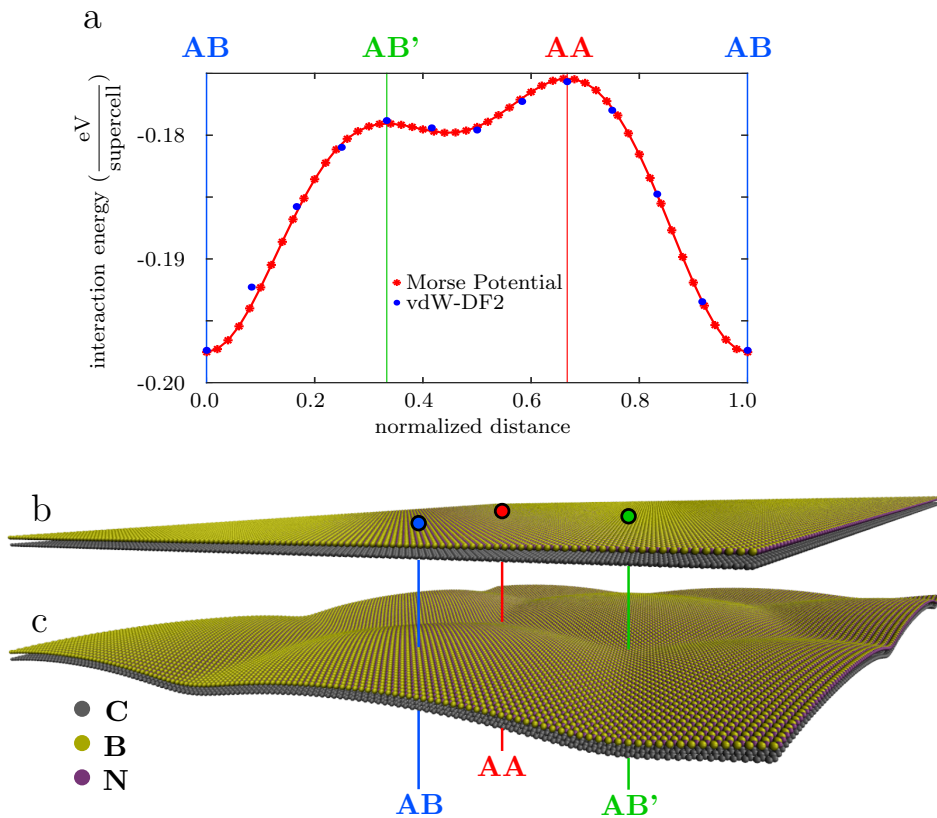 a
AB AB' AA AB
interaction energy ( eV / supercell )
-0.18
-0.19
-0.20
Morse Potential
vdW-DF2
0.0 0.2 0.4 0.6 0.8 1.0
normalized distance
b
c
C
B
N
AA
AB AB'